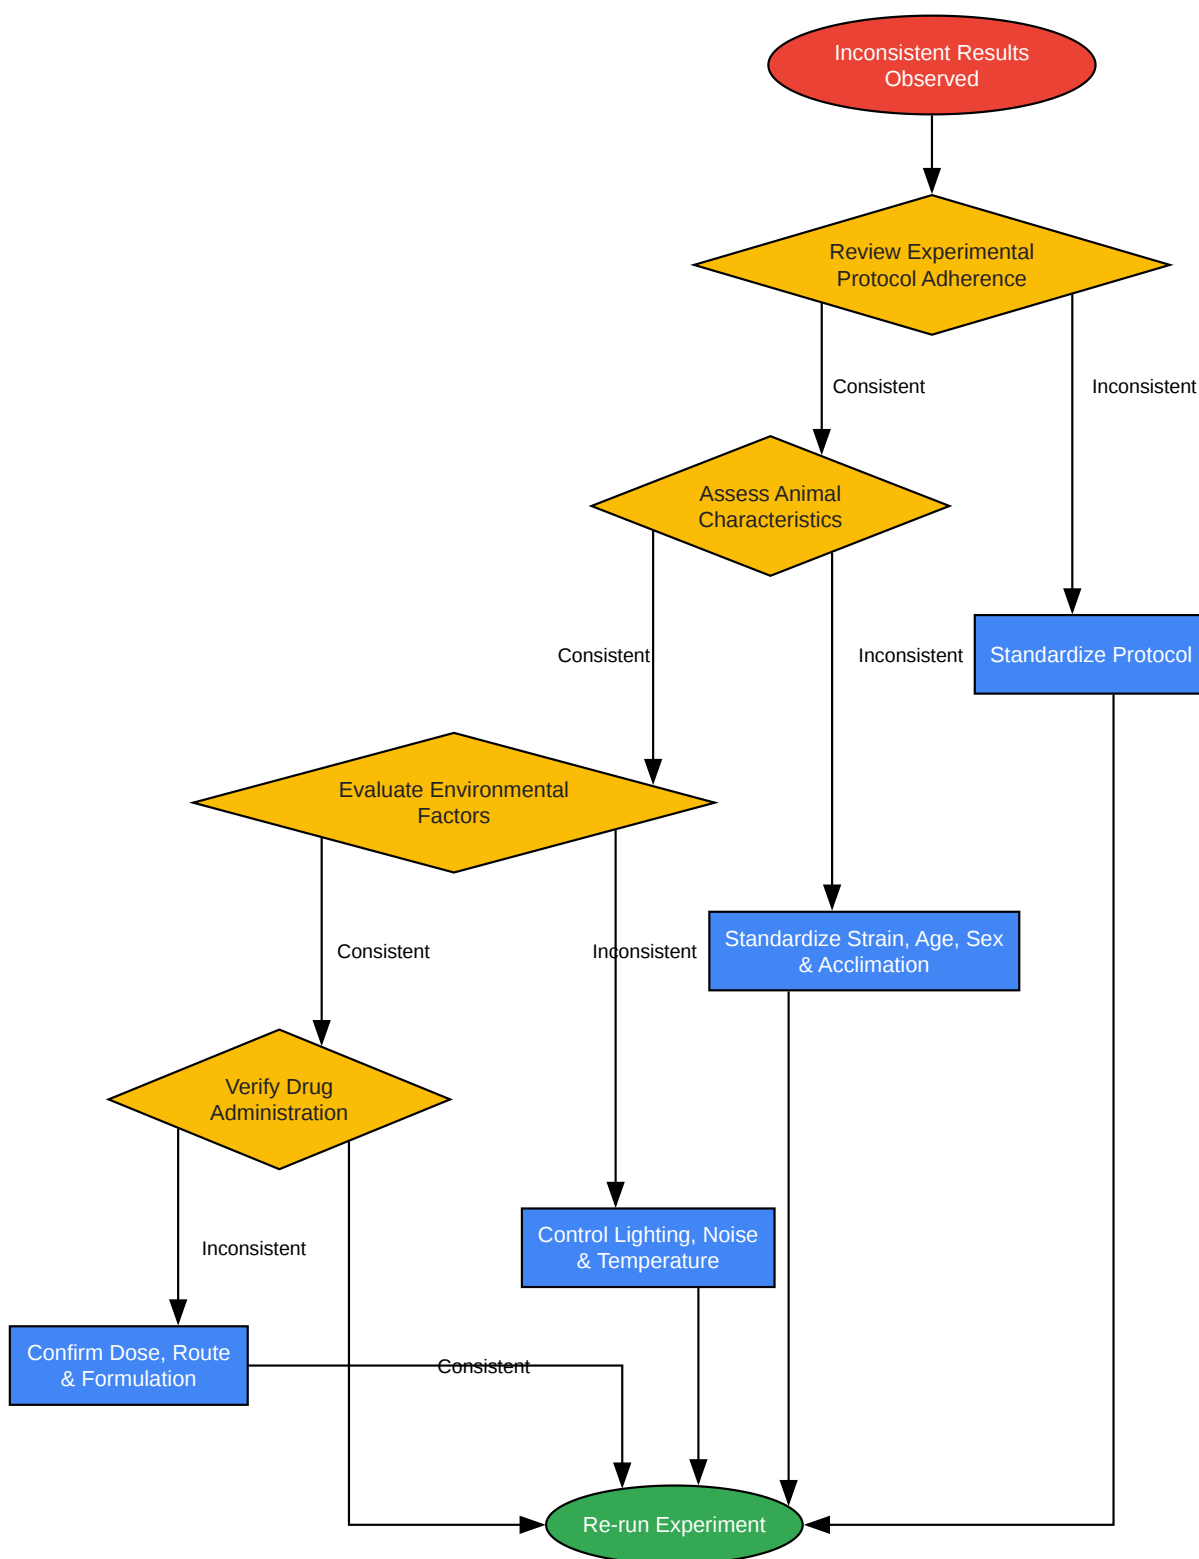 Inconsistent Results
Observed
Review Experimental
Protocol Adherence
Consistent
Inconsistent
Assess Animal
Characteristics
Consistent
Inconsistent
Standardize Protocol
Evaluate Environmental
Factors
Consistent
Inconsistent
Standardize Strain, Age, Sex
& Acclimation
Verify Drug
Administration
Inconsistent
Control Lighting, Noise
& Temperature
Confirm Dose, Route
& Formulation
Consistent
Re-run Experiment